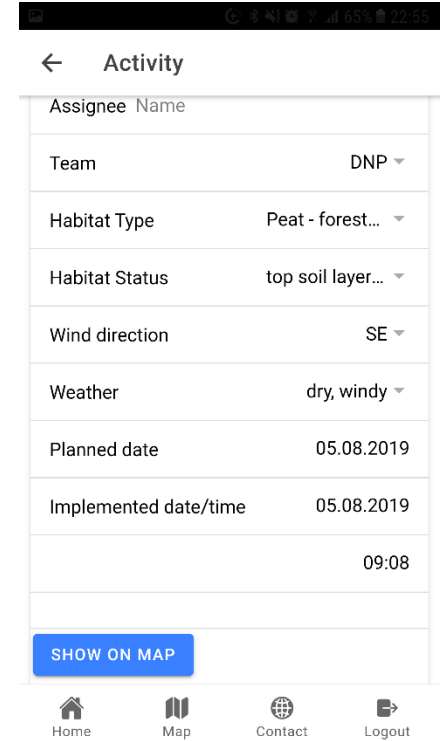 65% 22:55
Activity
Assignee Name
Team DNP
Habitat Type Peat - forest...
Habitat Status top soil layer...
Wind direction SE
Weather dry, windy
Planned date 05.08.2019
Implemented date/time 05.08.2019
09:08
SHOW ON MAP
Home Map Contact Logout